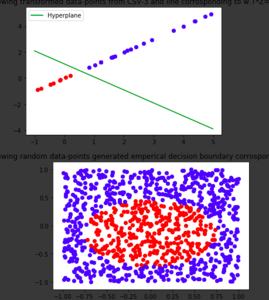 wing transformed data-points from CSV-3 and line corresponding to w.T*Z=
Hyperplane
4
2
0
−2
−4
−1 0 1 2 3 4 5
wing random data-points generated emperical decision boundary correspo
1.0
0.5
0.0
−0.5
−1.0
−1.00 −0.75 −0.50 −0.25 0.00 0.25 0.50 0.75 1.00